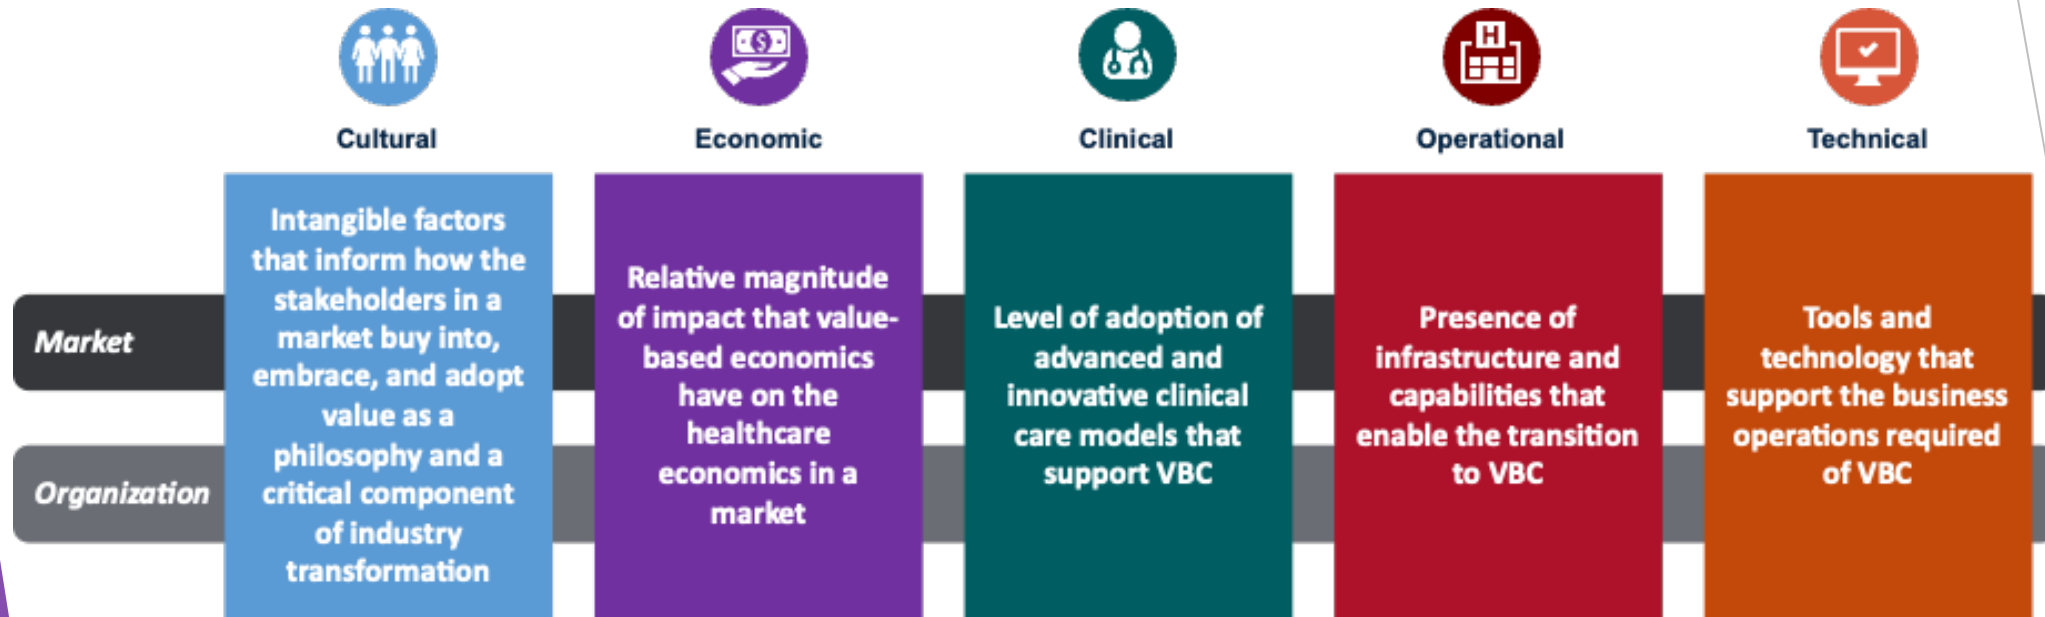 H
$
Cultural
Economic
Clinical
Operational
Technical
Market
Organization
Intangible factors
that inform how the
stakeholders in a
market buy into,
embrace, and adopt
value as a
philosophy and a
critical component
of industry
transformation
Relative magnitude
of impact that value-
based economics
have on the
healthcare
economics in a
market
Level of adoption of
advanced and
innovative clinical
care models that
support VBC
Presence of
infrastructure and
capabilities that
enable the transition
to VBC
Tools and
technology that
support the business
operations required
of VBC